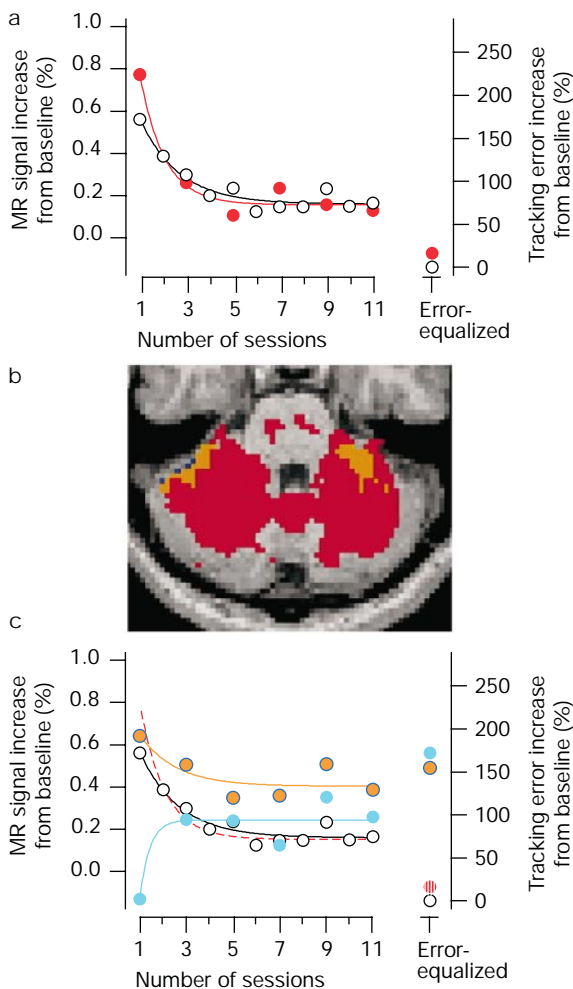 a
MR signal increase
from baseline (%)
1.0
0.8
0.6
0.4
0.2
0.0
250
200
150
100
50
0
Tracking error increase
from baseline (%)
1 3 5 7 9 11
Error-
equalized
Number of sessions
b
c
MR signal increase
from baseline (%)
1.0
0.8
0.6
0.4
0.2
0.0
250
200
150
100
50
0
Tracking error increase
from baseline (%)
1 3 5 7 9 11
Error-
equalized
Number of sessions